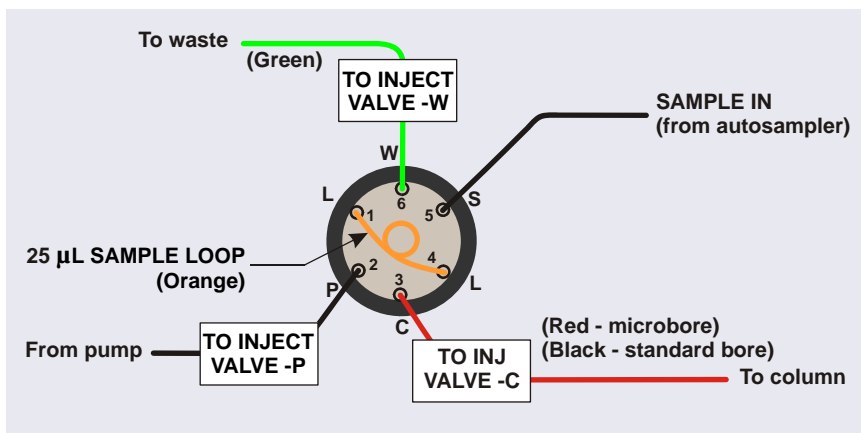 To waste
(Green)
TO INJECT
VALVE -W
SAMPLE IN
(from autosampler)
W
L
S
6
1
5
25 µL SAMPLE LOOP
(Orange)
2
3
4
P
L
C
From pump
TO INJECT
VALVE -P
TO INJ
VALVE -C
(Red - microbore)
(Black - standard bore)
To column